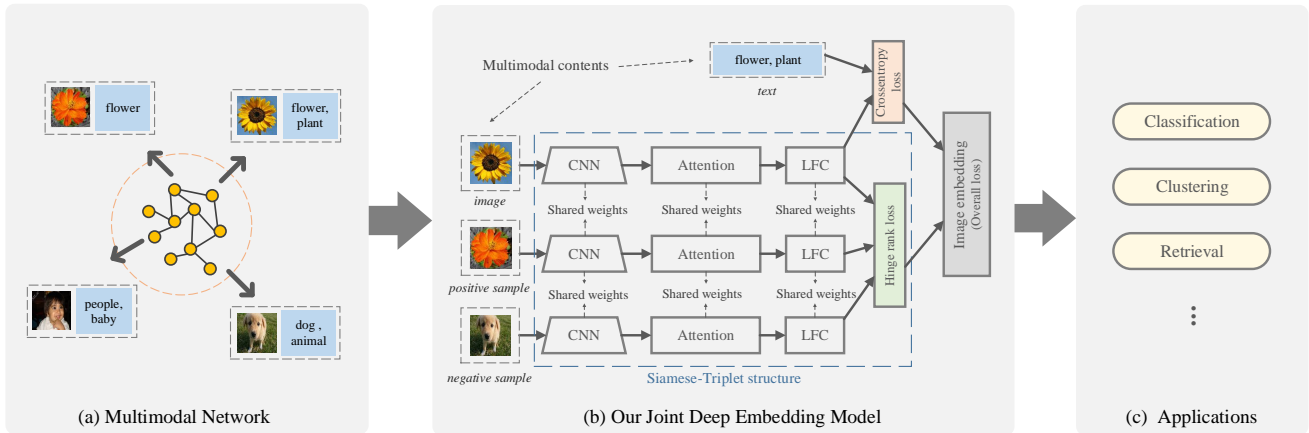 flower
flower,
plant
people,
baby
dog ,
animal
(a) Multimodal Network
Multimodal contents
flower, plant
text
Crossentropy
loss
image
CNN
Attention
LFC
Shared weights
Shared weights
Shared weights
positive sample
CNN
Attention
LFC
Shared weights
Shared weights
Shared weights
negative sample
CNN
Attention
LFC
Hinge rank loss
Image embedding
(Overall loss)
Siamese-Triplet structure
(b) Our Joint Deep Embedding Model
Classification
Clustering
Retrieval
...
(c) Applications